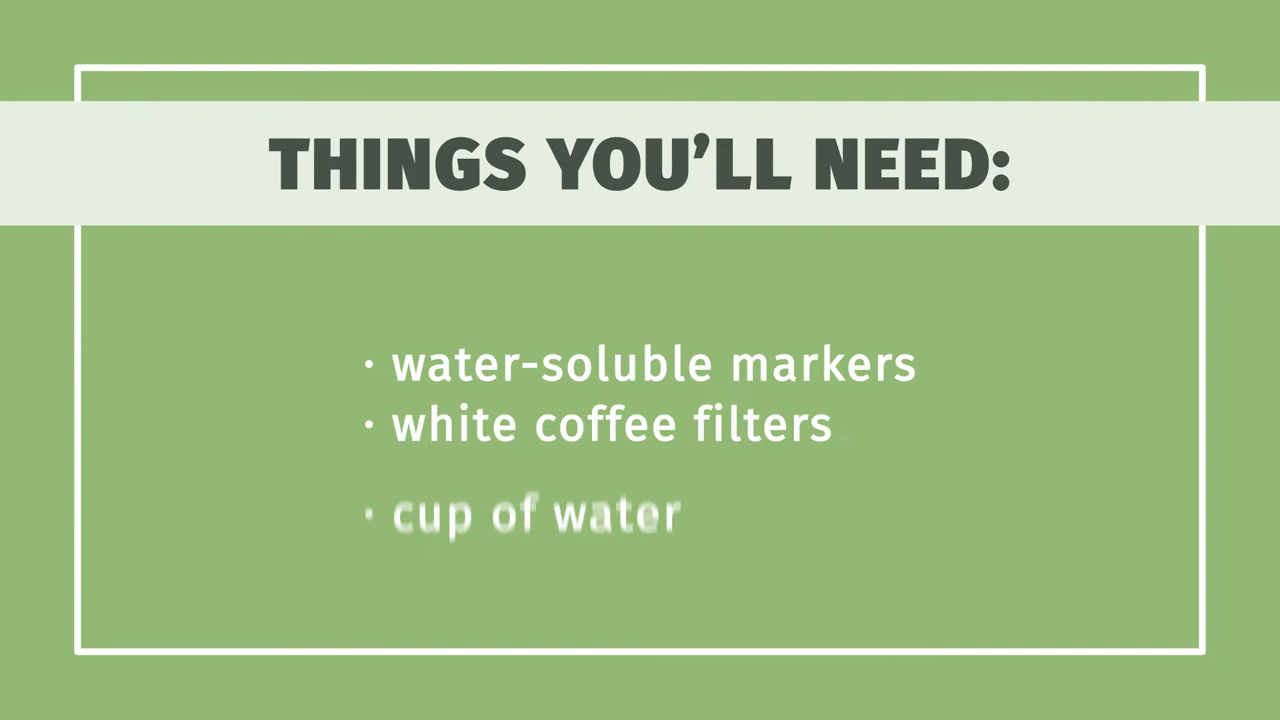 THINGS YOU’LL NEED:
· water-soluble markers
· white coffee filters
· cup of water